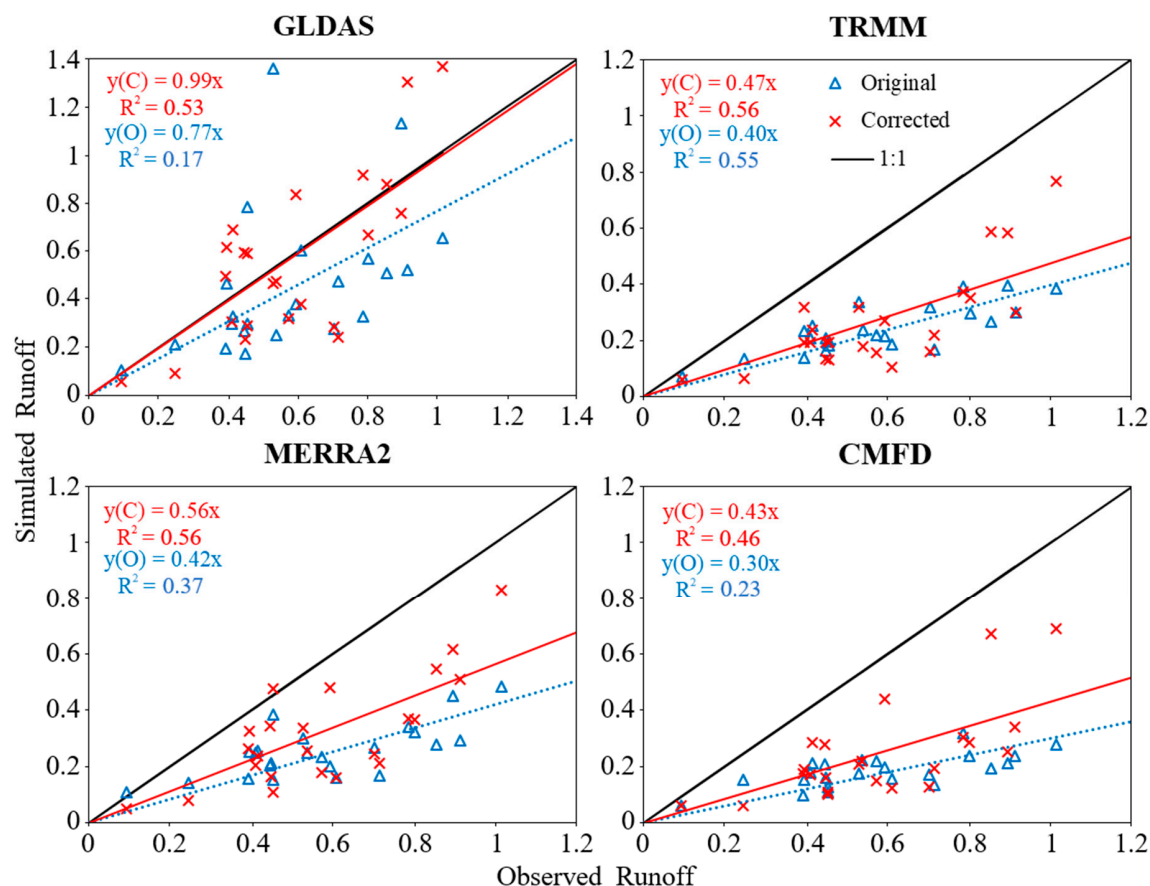 GLDAS
1.4
1.2
1
0.8
0.6
0.4
0.2
0
y(C) = 0.99x
R² = 0.53
y(O) = 0.77x
R² = 0.17
0 0.2 0.4 0.6 0.8 1 1.2 1.4
TRMM
1.2
1
0.8
0.6
0.4
0.2
0
y(C) = 0.47x
R² = 0.56
y(O) = 0.40x
R² = 0.55
Original
Corrected
1:1
0 0.2 0.4 0.6 0.8 1 1.2
Simulated Runoff
MERRA2
1.2
1
0.8
0.6
0.4
0.2
0
y(C) = 0.56x
R² = 0.56
y(O) = 0.42x
R² = 0.37
0 0.2 0.4 0.6 0.8 1 1.2
CMFD
1.2
1
0.8
0.6
0.4
0.2
0
y(C) = 0.43x
R² = 0.46
y(O) = 0.30x
R² = 0.23
0 0.2 0.4 0.6 0.8 1 1.2
Observed Runoff